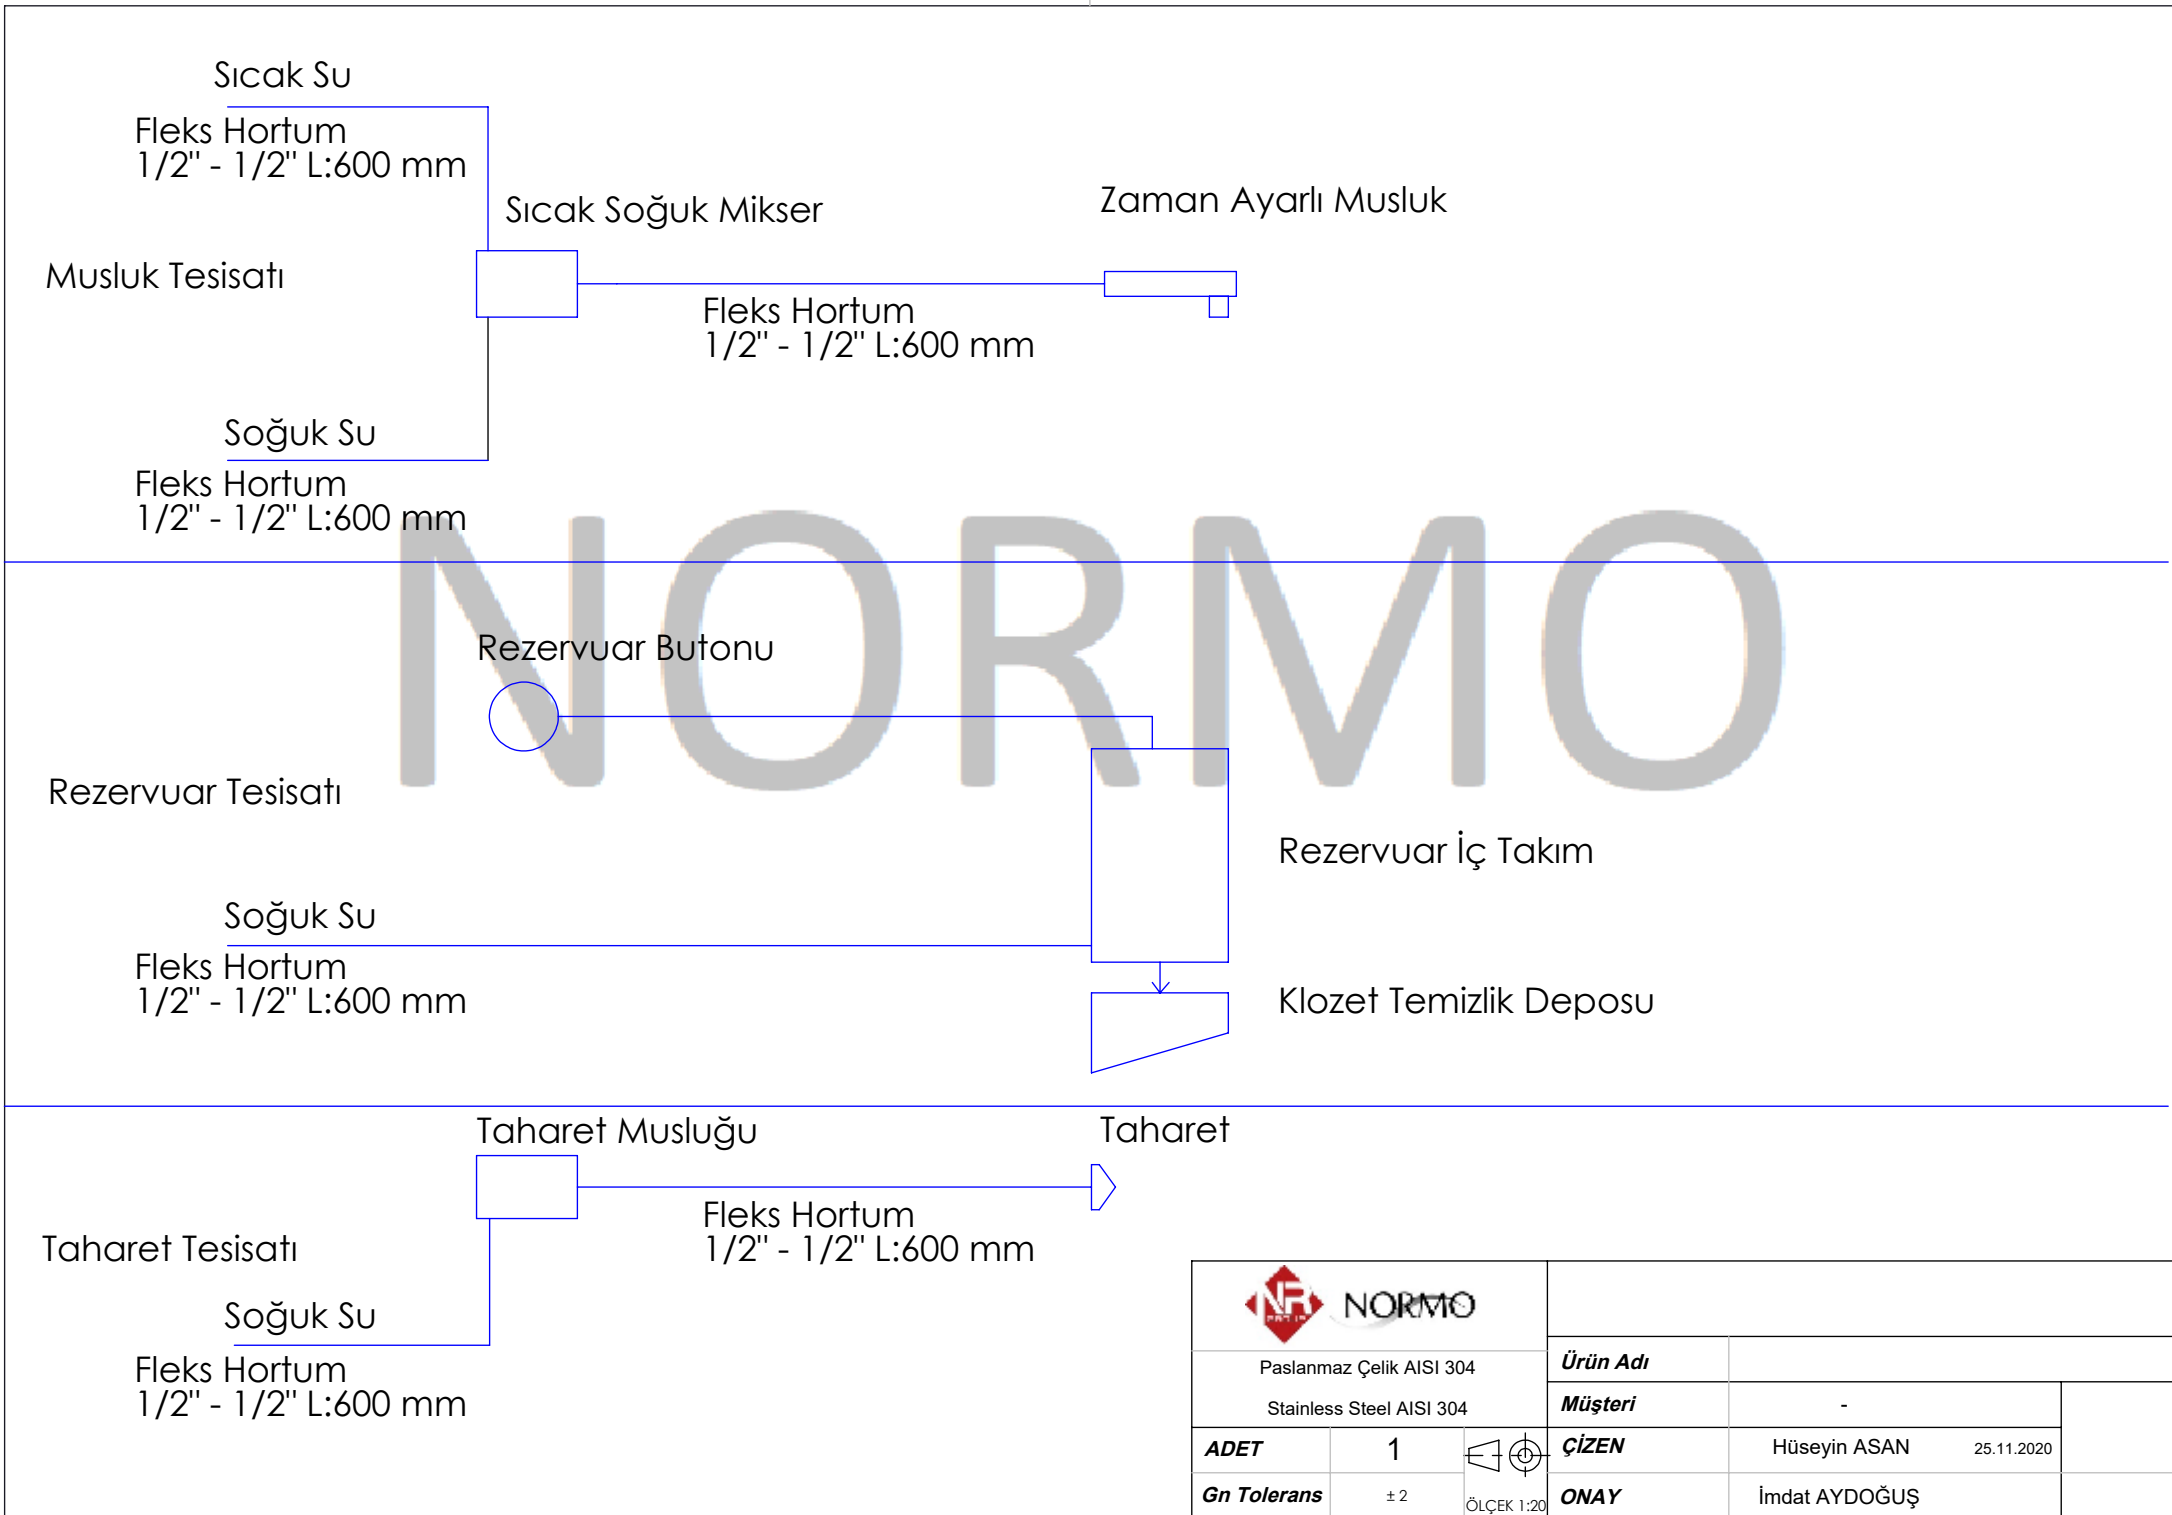 Sıcak Su
Fleks Hortum
1/2" - 1/2" L:600 mm
Sıcak Soğuk Mikser
Zaman Ayarlı Musluk
Musluk Tesisatı
Fleks Hortum
1/2" - 1/2" L:600 mm
Soğuk Su
Fleks Hortum
1/2" - 1/2" L:600 mm
NORMO
Rezervuar Butonu
Rezervuar Tesisatı
Rezervuar İç Takım
Soğuk Su
Fleks Hortum
1/2" - 1/2" L:600 mm
Klozet Temizlik Deposu
Taharet Musluğu
Taharet
Fleks Hortum
1/2" - 1/2" L:600 mm
Taharet Tesisatı
Soğuk Su
Fleks Hortum
1/2" - 1/2" L:600 mm
NR NORMO
Paslanmaz Çelik AISI 304
Stainless Steel AISI 304
Ürün Adı
Müşteri -
ADET 1
ÇİZEN Hüseyin ASAN 25.11.2020
Gn Tolerans ± 2
ÖLÇEK 1:20
ONAY İmdat AYDOĞUŞ